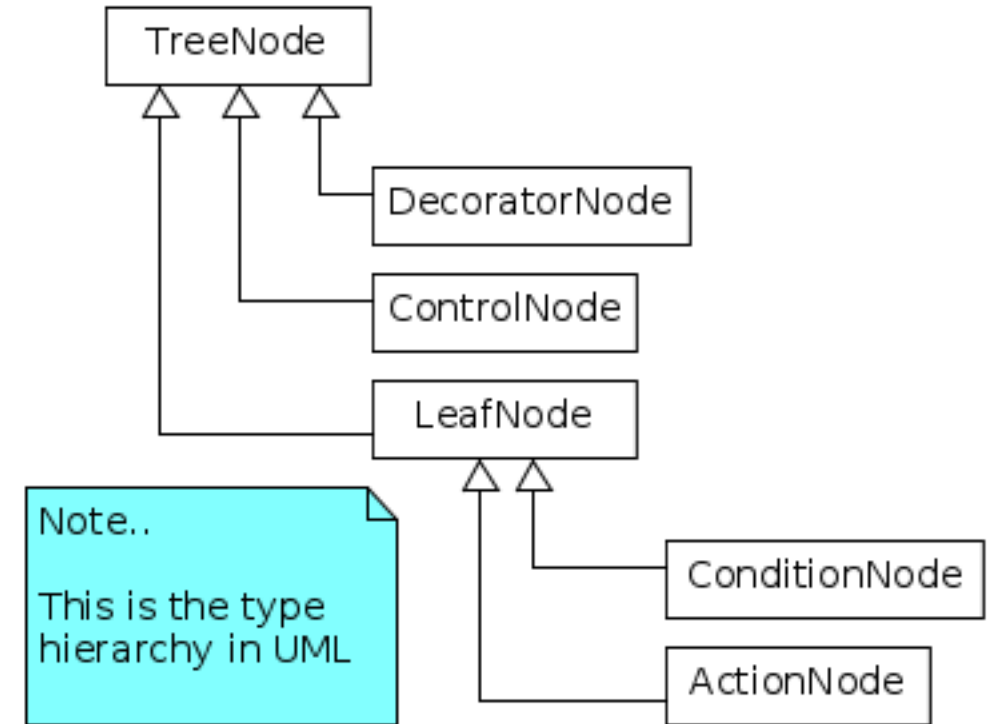 TreeNode
DecoratorNode
ControlNode
LeafNode
Note..
This is the type
hierarchy in UML
ConditionNode
ActionNode